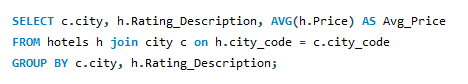 SELECT c.city, h.Rating_Description, AVG(h.Price) AS Avg_Price
FROM hotels h join city c on h.city_code = c.city_code
GROUP BY c.city, h.Rating_Description;